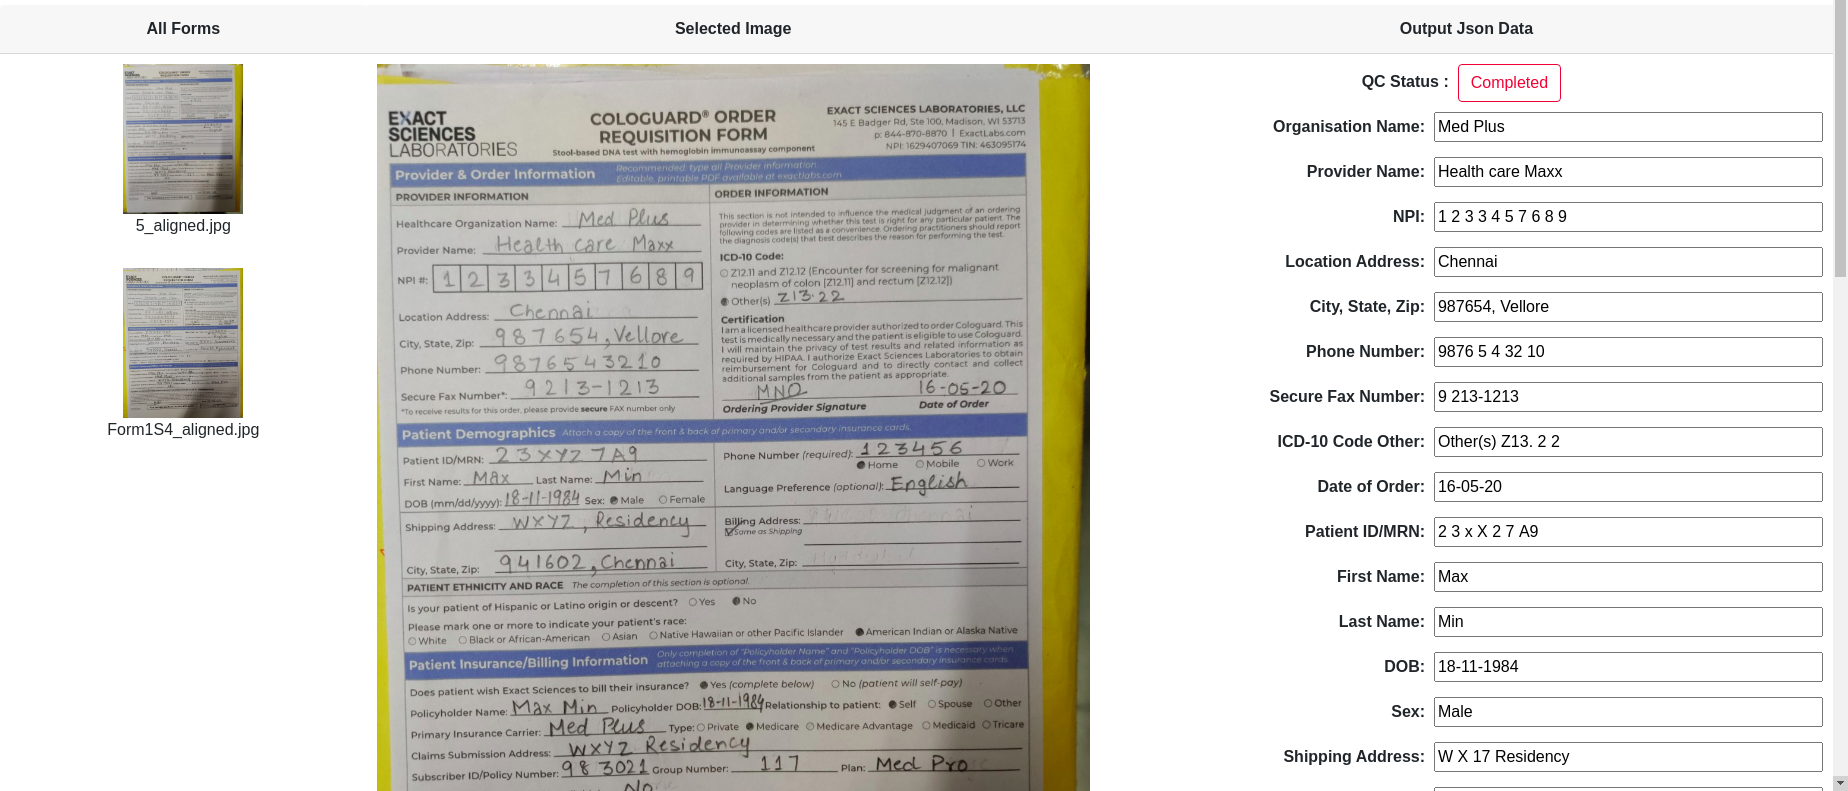 All Forms
Selected Image
Output Json Data
5_aligned.jpg
Form1S4_aligned.jpg
EXACT SCIENCES LABORATORIES
COLOGUARD® ORDER REQUISITION FORM
Stool-based DNA test with hemoglobin immunoassay component
EXACT SCIENCES LABORATORIES, LLC
145 E Badger Rd, Ste 100, Madison, WI 53713
p: 844-870-8870 | ExactLabs.com
NPI: 1629407069 TIN: 463095174
Provider & Order Information
Recommended: type all Provider information.
Editable, printable PDF available at exactlabs.com
PROVIDER INFORMATION
Healthcare Organization Name: Med Plus
Provider Name: Health care Maxx
NPI #: 1 2 3 3 4 5 7 6 8 9
Location Address: Chennai
City, State, Zip: 987654, Vellore
Phone Number: 9876543210
Secure Fax Number*: 9213-1213
*To receive results for this order, please provide secure FAX number only
ORDER INFORMATION
This section is not intended to influence the medical judgment of an ordering
provider in determining whether this test is right for any particular patient. The
following codes are listed as a convenience. Ordering practitioners should report
the diagnosis code(s) that best describes the reason for performing the test.
ICD-10 Code:
Z12.11 and Z12.12 (Encounter for screening for malignant
neoplasm of colon [Z12.11] and rectum [Z12.12])
Other(s) Z13.22
Certification
I am a licensed healthcare provider authorized to order Cologuard. This
test is medically necessary and the patient is eligible to use Cologuard.
I will maintain the privacy of test results and related information as
required by HIPAA. I authorize Exact Sciences Laboratories to obtain
reimbursement for Cologuard and to directly contact and collect
additional samples from the patient as appropriate.
MNO 16-05-20
Ordering Provider Signature Date of Order
Patient Demographics Attach a copy of the front & back of primary and/or secondary insurance cards.
Patient ID/MRN: 23XYZ7A9
First Name: Max Last Name: Min
DOB (mm/dd/yyyy): 18-11-1984 Sex: Male Female
Phone Number (required): 123456
Home Mobile Work
Language Preference (optional): English
Shipping Address: WXYZ, Residency
City, State, Zip: 941602, Chennai
Billing Address:
Same as Shipping
City, State, Zip:
PATIENT ETHNICITY AND RACE The completion of this section is optional.
Is your patient of Hispanic or Latino origin or descent? Yes No
Please mark one or more to indicate your patient's race:
White Black or African-American Asian Native Hawaiian or other Pacific Islander American Indian or Alaska Native
Patient Insurance/Billing Information
Only completion of "Policyholder Name" and "Policyholder DOB" is necessary when
attaching a copy of the front & back of primary and/or secondary insurance cards.
Does patient wish Exact Sciences to bill their insurance? Yes (complete below) No (patient will self-pay)
Policyholder Name: Max Min Policyholder DOB: 18-11-1984 Relationship to patient: Self Spouse Other
Primary Insurance Carrier: Med Plus Type: Private Medicare Medicare Advantage Medicaid Tricare
Claims Submission Address: WXYZ Residency
Subscriber ID/Policy Number: 983021 Group Number: 117 Plan: Med Pro
No
QC Status : Completed
Organisation Name: Med Plus
Provider Name: Health care Maxx
NPI: 1 2 3 3 4 5 7 6 8 9
Location Address: Chennai
City, State, Zip: 987654, Vellore
Phone Number: 9876 5 4 32 10
Secure Fax Number: 9 213-1213
ICD-10 Code Other: Other(s) Z13. 2 2
Date of Order: 16-05-20
Patient ID/MRN: 2 3 x X 2 7 A9
First Name: Max
Last Name: Min
DOB: 18-11-1984
Sex: Male
Shipping Address: W X 17 Residency